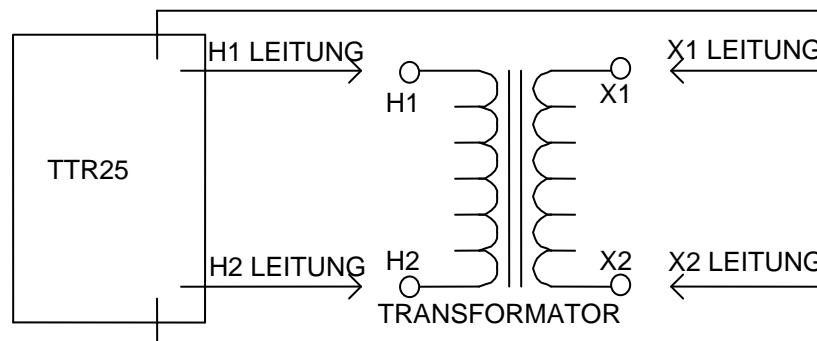 H1 LEITUNG
X1 LEITUNG
H1
X1
TTR25
H2 LEITUNG
H2
X2
X2 LEITUNG
TRANSFORMATOR